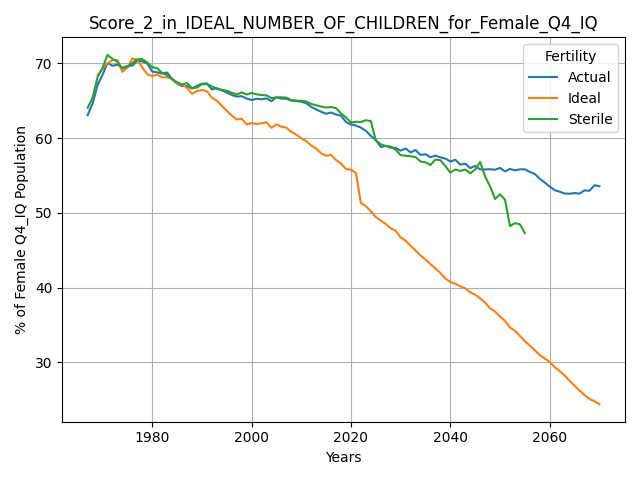 Score_2_in_IDEAL_NUMBER_OF_CHILDREN_for_Female_Q4_IQ
Fertility
Actual
Ideal
Sterile
% of Female Q4_IQ Population
70
60
50
40
30
1980
2000
2020
2040
2060
Years